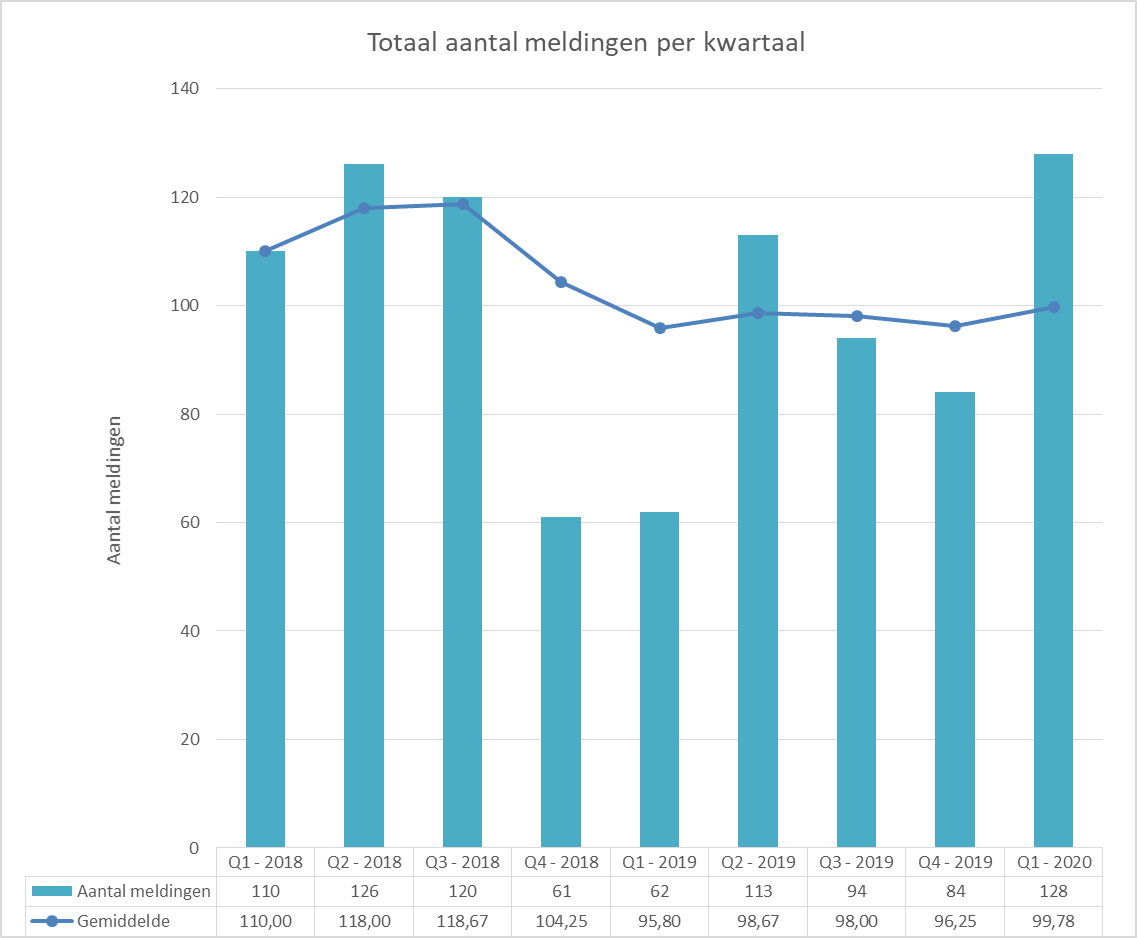 Totaal aantal meldingen per kwartaal
140
120
100
80
60
40
20
0
Aantal meldingen
Q1 - 2018 Q2 - 2018 Q3 - 2018 Q4 - 2018 Q1 - 2019 Q2 - 2019 Q3 - 2019 Q4 - 2019 Q1 - 2020
Aantal meldingen 110 126 120 61 62 113 94 84 128
Gemiddelde 110,00 118,00 118,67 104,25 95,80 98,67 98,00 96,25 99,78